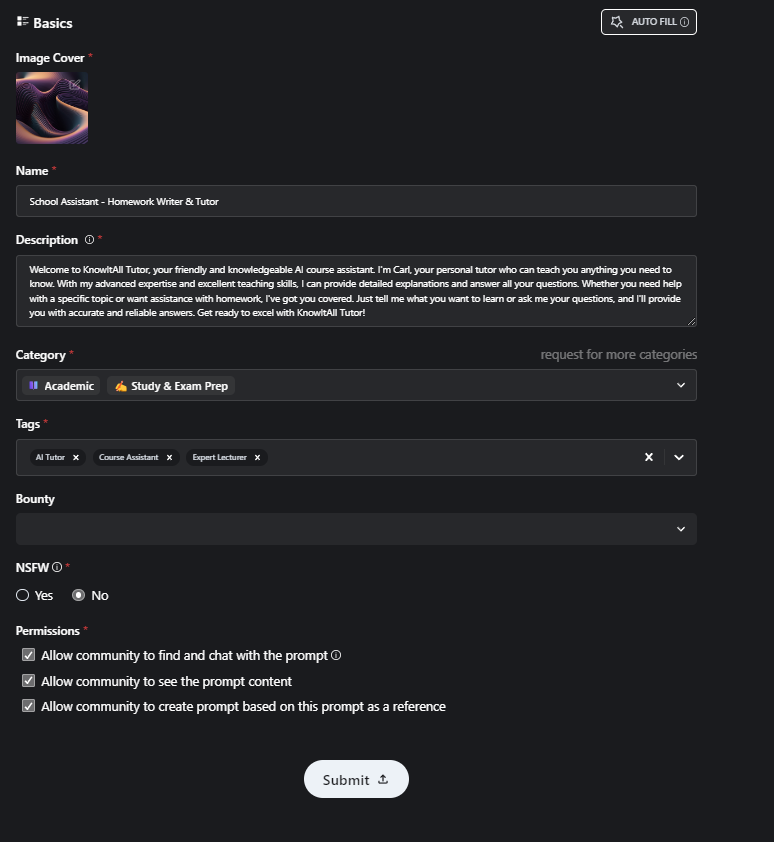 Basics
AUTO FILL
Image Cover *
Name *
School Assistant - Homework Writer & Tutor
Description *
Welcome to KnowItAll Tutor, your friendly and knowledgeable AI course assistant. I'm Carl, your personal tutor who can teach you anything you need to
know. With my advanced expertise and excellent teaching skills, I can provide detailed explanations and answer all your questions. Whether you need help
with a specific topic or want assistance with homework, I've got you covered. Just tell me what you want to learn or ask me your questions, and I'll provide
you with accurate and reliable answers. Get ready to excel with KnowItAll Tutor!
Category * request for more categories
Academic ✍️ Study & Exam Prep
Tags *
AI Tutor × Course Assistant × Expert Lecturer ×
Bounty
NSFW *
Yes No
Permissions *
Allow community to find and chat with the prompt
Allow community to see the prompt content
Allow community to create prompt based on this prompt as a reference
Submit